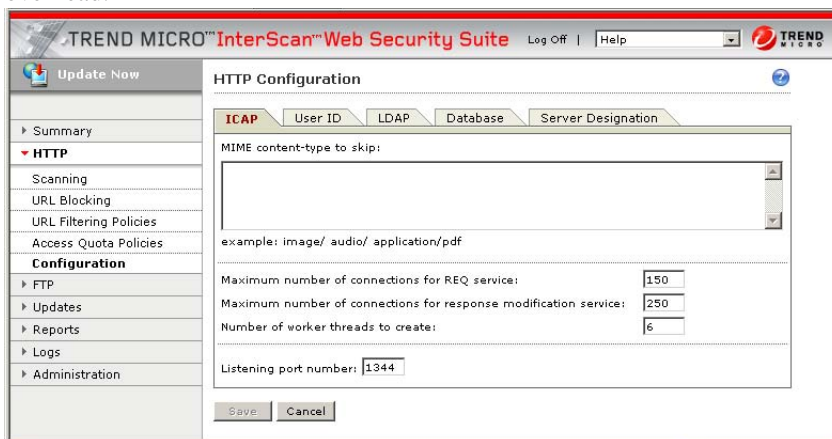 TREND MICRO™ InterScan™ Web Security Suite Log Off | Help TREND MICRO
Update Now
HTTP Configuration
ICAP User ID LDAP Database Server Designation
Summary
HTTP
Scanning
URL Blocking
URL Filtering Policies
Access Quota Policies
Configuration
FTP
Updates
Reports
Logs
Administration
MIME content-type to skip:
example: image/ audio/ application/pdf
Maximum number of connections for REQ service: 150
Maximum number of connections for response modification service: 250
Number of worker threads to create: 6
Listening port number: 1344
Save Cancel